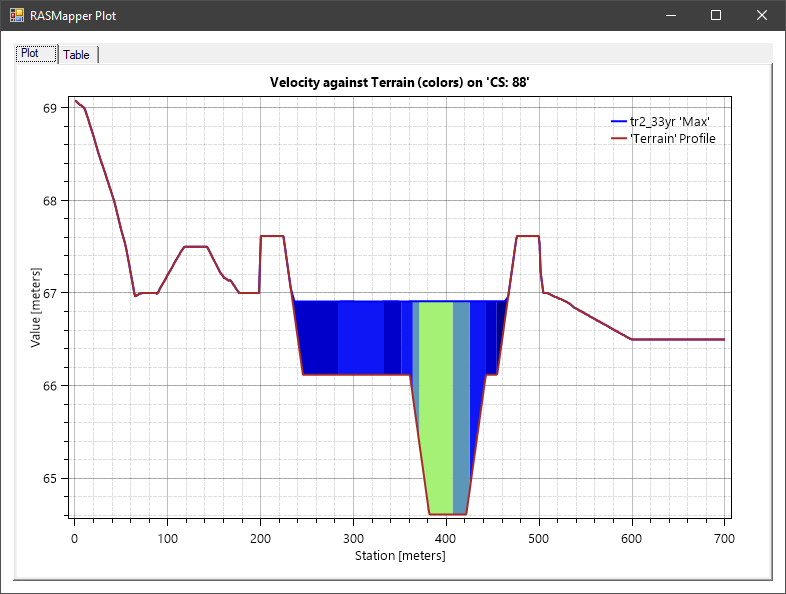 RASMapper Plot
Plot Table
Velocity against Terrain (colors) on 'CS: 88'
tr2_33yr 'Max'
'Terrain' Profile
Value [meters]
69
68
67
66
65
0 100 200 300 400 500 600 700
Station [meters]